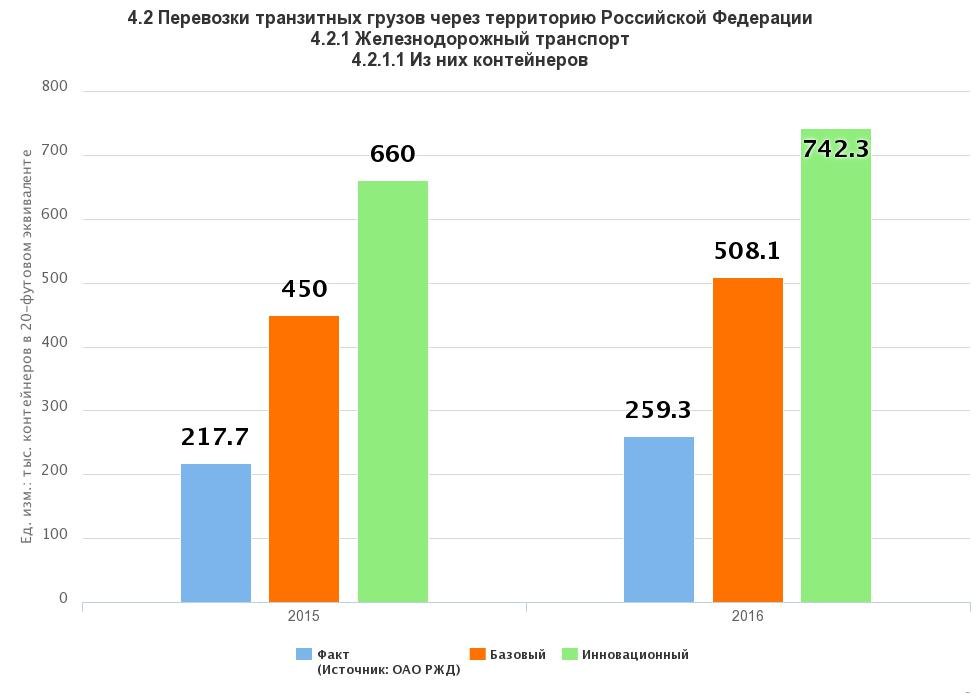 4.2 Перевозки транзитных грузов через территорию Российской Федерации
4.2.1 Железнодорожный транспорт
4.2.1.1 Из них контейнеров
Ед. изм.: тыс. контейнеров в 20-футовом эквиваленте
800
700
600
500
400
300
200
100
0
217.7
450
660
259.3
508.1
742.3
2015
2016
Факт
(Источник: ОАО РЖД)
Базовый
Инновационный